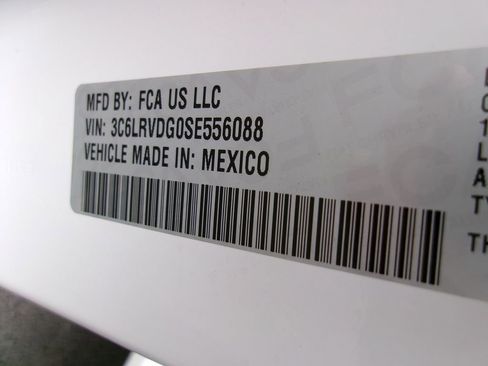 MFD BY: FCA US LLC
VIN: 3C6LRVDG0SE556088
VEHICLE MADE IN: MEXICO